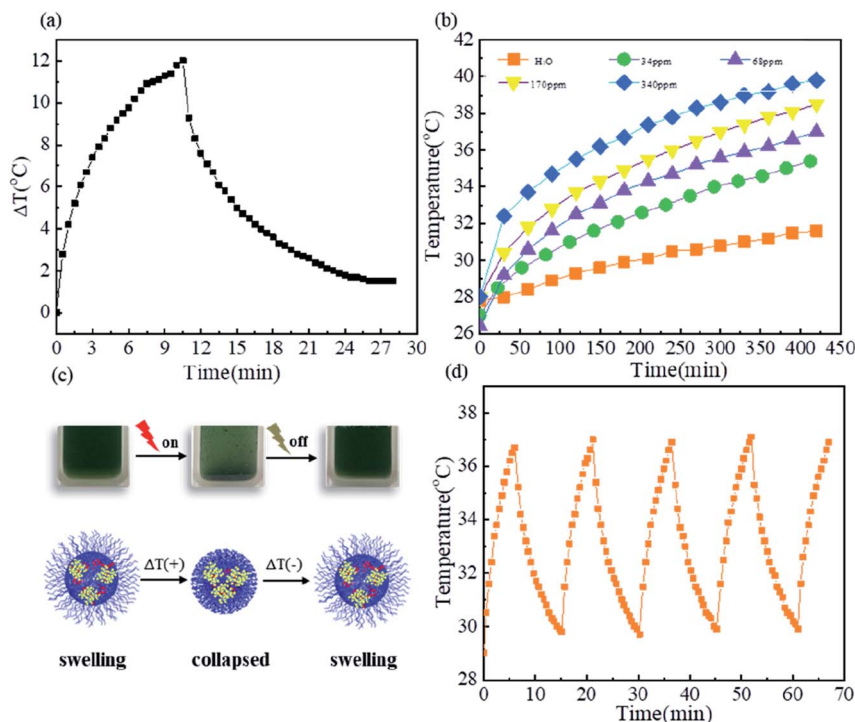 (a)
12
10
8
6
4
2
0
ΔT(°C)
0 3 6 9 12 15 18 21 24 27 30
Time(min)
(b)
42
40
38
36
34
32
30
28
26
Temperature(°C)
H₂O 34ppm 68ppm
170ppm 340ppm
0 50 100 150 200 250 300 350 400 450
Time(min)
(c)
on off
ΔT(+) ΔT(-)
swelling collapsed swelling
(d)
38
36
34
32
30
28
Temperature(°C)
0 10 20 30 40 50 60 70
Time(min)